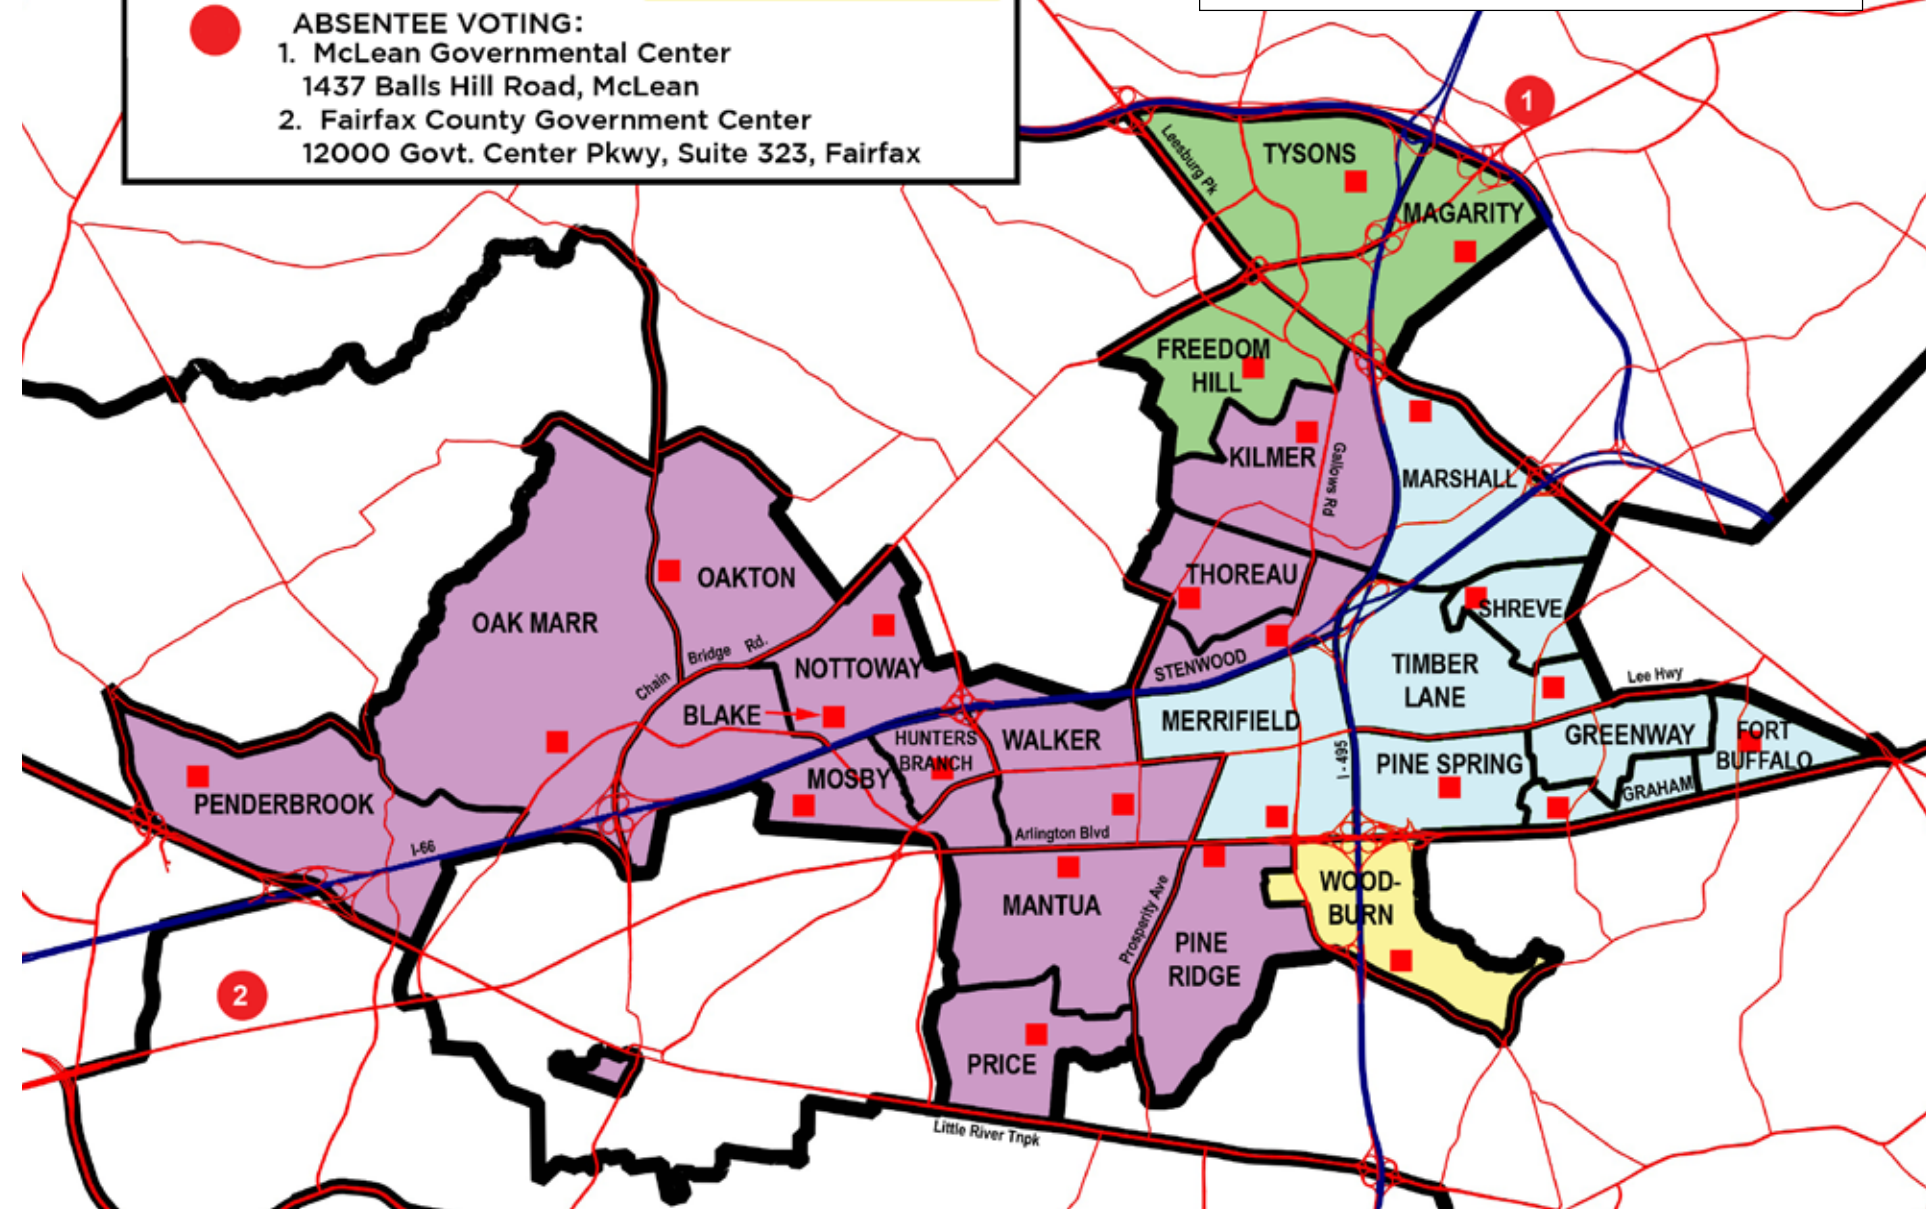 ABSENTEE VOTING:
1. McLean Governmental Center
1437 Balls Hill Road, McLean
2. Fairfax County Government Center
12000 Govt. Center Pkwy, Suite 323, Fairfax
1
TYSONS
Leesburg Pk
MAGARITY
FREEDOM
HILL
KILMER
Gallows Rd
MARSHALL
OAKTON
THOREAU
OAK MARR
SHREVE
Chain
Bridge
Rd.
NOTTOWAY
STENWOOD
TIMBER
LANE
Lee Hwy
BLAKE
MERRIFIELD
HUNTERS
BRANCH
WALKER
GREENWAY
FORT
BUFFALO
I - 495
PINE SPRING
MOSBY
GRAHAM
PENDERBROOK
Arlington Blvd
I-66
WOOD-
BURN
MANTUA
Prosperity Ave
PINE
RIDGE
2
PRICE
Little River Tnpk